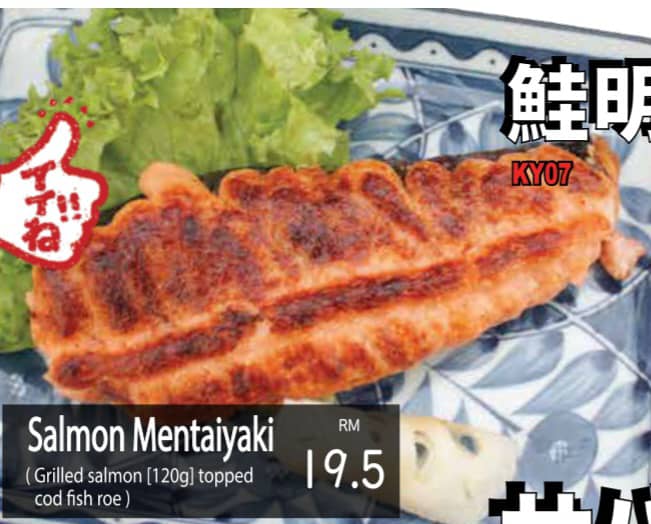 鮭明
KY07
イイ!!ね
Salmon Mentaiyaki
RM
19.5
( Grilled salmon [120g] topped
cod fish roe )